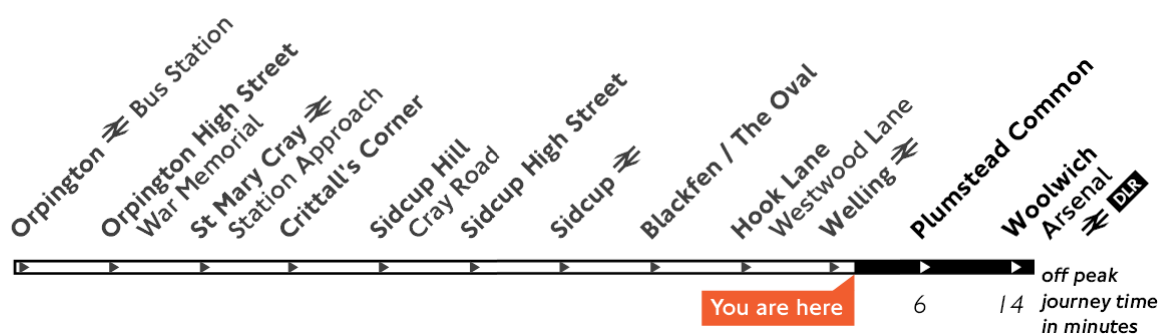 Orpington Bus Station
Orpington High Street
War Memorial
St Mary Cray
Station Approach
Crittall's Corner
Sidcup Hill
Cray Road
Sidcup High Street
Sidcup
Blackfen / The Oval
Hook Lane
Westwood Lane
Welling
Plumstead Common
Woolwich
Arsenal
DLR
You are here
6
14
off peak
journey time
in minutes